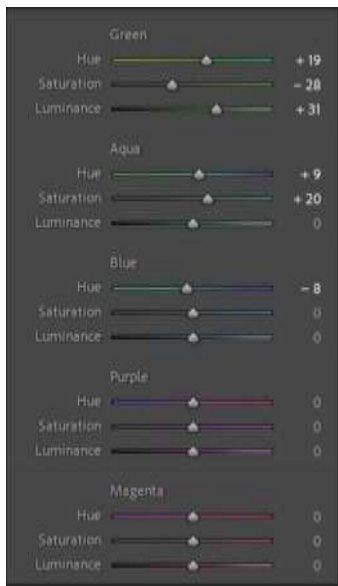 Green
Hue + 19
Saturation - 28
Luminance + 31
Aqua
Hue + 9
Saturation + 20
Luminance 0
Blue
Hue - 8
Saturation 0
Luminance 0
Purple
Hue 0
Saturation 0
Luminance 0
Magenta
Hue 0
Saturation 0
Luminance 0